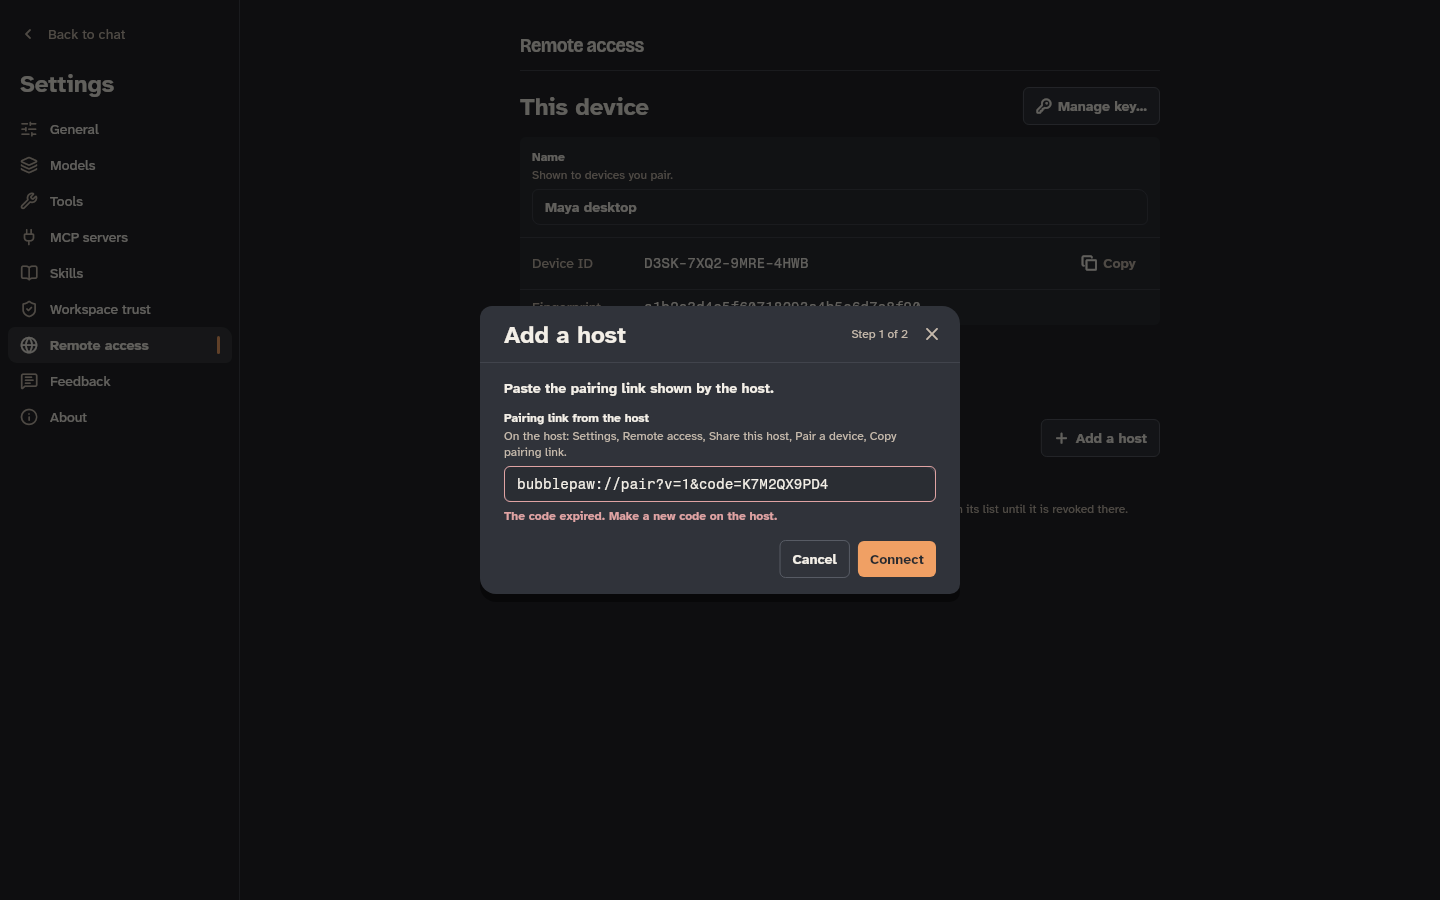 Back to chat
Settings
General
Models
Tools
MCP servers
Skills
Workspace trust
Remote access
Feedback
About
Remote access
This device
Manage key...
Name
Shown to devices you pair.
Maya desktop
Device ID
D3SK-7XQ2-9MRE-4HWB
Copy
Add a host
Step 1 of 2
Paste the pairing link shown by the host.
Pairing link from the host
On the host: Settings, Remote access, Share this host, Pair a device, Copy
pairing link.
bubblepaw://pair?v=1&code=K7M2QX9PD4
The code expired. Make a new code on the host.
Cancel
Connect
Add a host
its list until it is revoked there.